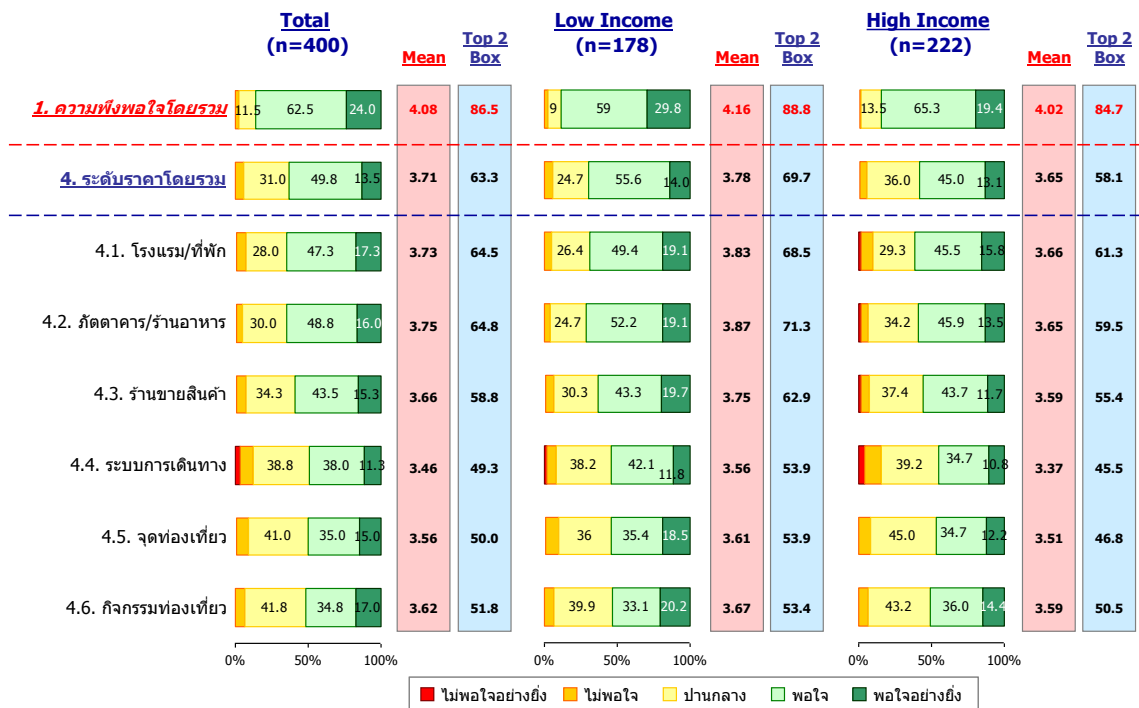 Total
(n=400)
Mean
Top 2
Box
Low Income
(n=178)
Mean
Top 2
Box
High Income
(n=222)
Mean
Top 2
Box
1. ความพึงพอใจโดยรวม 11.5 62.5 24.0 4.08 86.5 9 59 29.8 4.16 88.8 13.5 65.3 19.4 4.02 84.7
4. ระดับราคาโดยรวม 31.0 49.8 13.5 3.71 63.3 24.7 55.6 14.0 3.78 69.7 36.0 45.0 13.1 3.65 58.1
4.1. โรงแรม/ที่พัก 28.0 47.3 17.3 3.73 64.5 26.4 49.4 19.1 3.83 68.5 29.3 45.5 15.8 3.66 61.3
4.2. ภัตตาคาร/ร้านอาหาร 30.0 48.8 16.0 3.75 64.8 24.7 52.2 19.1 3.87 71.3 34.2 45.9 13.5 3.65 59.5
4.3. ร้านขายสินค้า 34.3 43.5 15.3 3.66 58.8 30.3 43.3 19.7 3.75 62.9 37.4 43.7 11.7 3.59 55.4
4.4. ระบบการเดินทาง 38.8 38.0 11.3 3.46 49.3 38.2 42.1 11.8 3.56 53.9 39.2 34.7 10.8 3.37 45.5
4.5. จุดท่องเที่ยว 41.0 35.0 15.0 3.56 50.0 36 35.4 18.5 3.61 53.9 45.0 34.7 12.2 3.51 46.8
4.6. กิจกรรมท่องเที่ยว 41.8 34.8 17.0 3.62 51.8 39.9 33.1 20.2 3.67 53.4 43.2 36.0 14.4 3.59 50.5
0% 100% 0% 100% 0% 100%
ไม่พอใจอย่างยิ่ง ไม่พอใจ ปานกลาง พอใจ พอใจอย่างยิ่ง